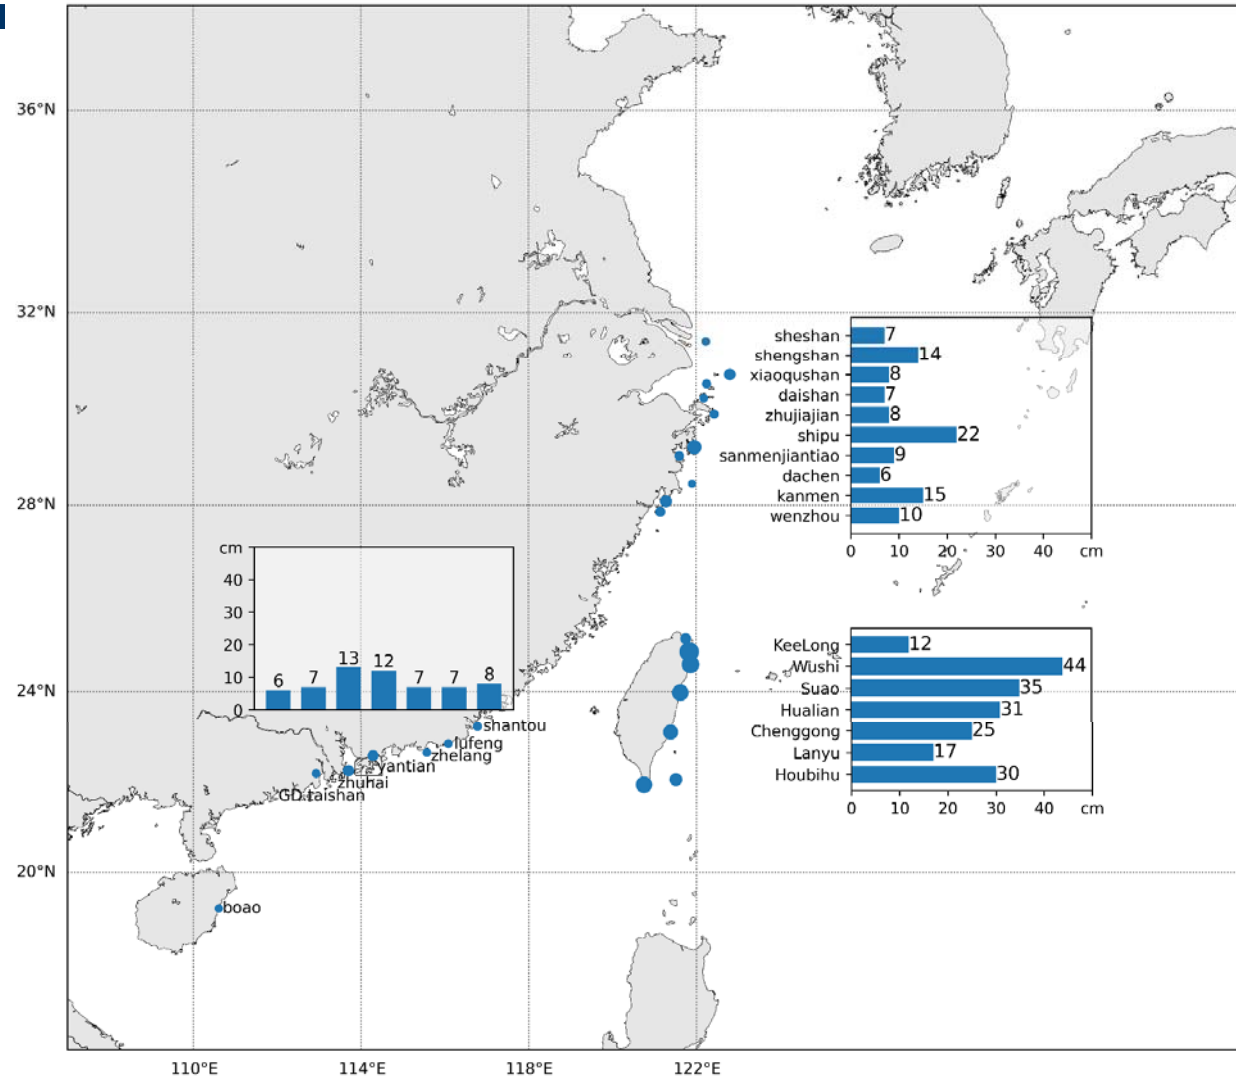 36°N
32°N
28°N
24°N
20°N
110°E
114°E
118°E
122°E
sheshan 7
shengshan 14
xiaoqushan 8
daishan 7
zhujiajian 8
shipu 22
sanmenjiantiao 9
dachen 6
kanmen 15
wenzhou 10
0 10 20 30 40 cm
cm
40
30
20
10
0
6 7 13 12 7 7 8
KeeLong 12
Wushi 44
Suao 35
Hualian 31
Chenggong 25
Lanyu 17
Houbihu 30
0 10 20 30 40 cm
shantou
lufeng
zhelang
yantian
zhuhai
GD.taishan
boao